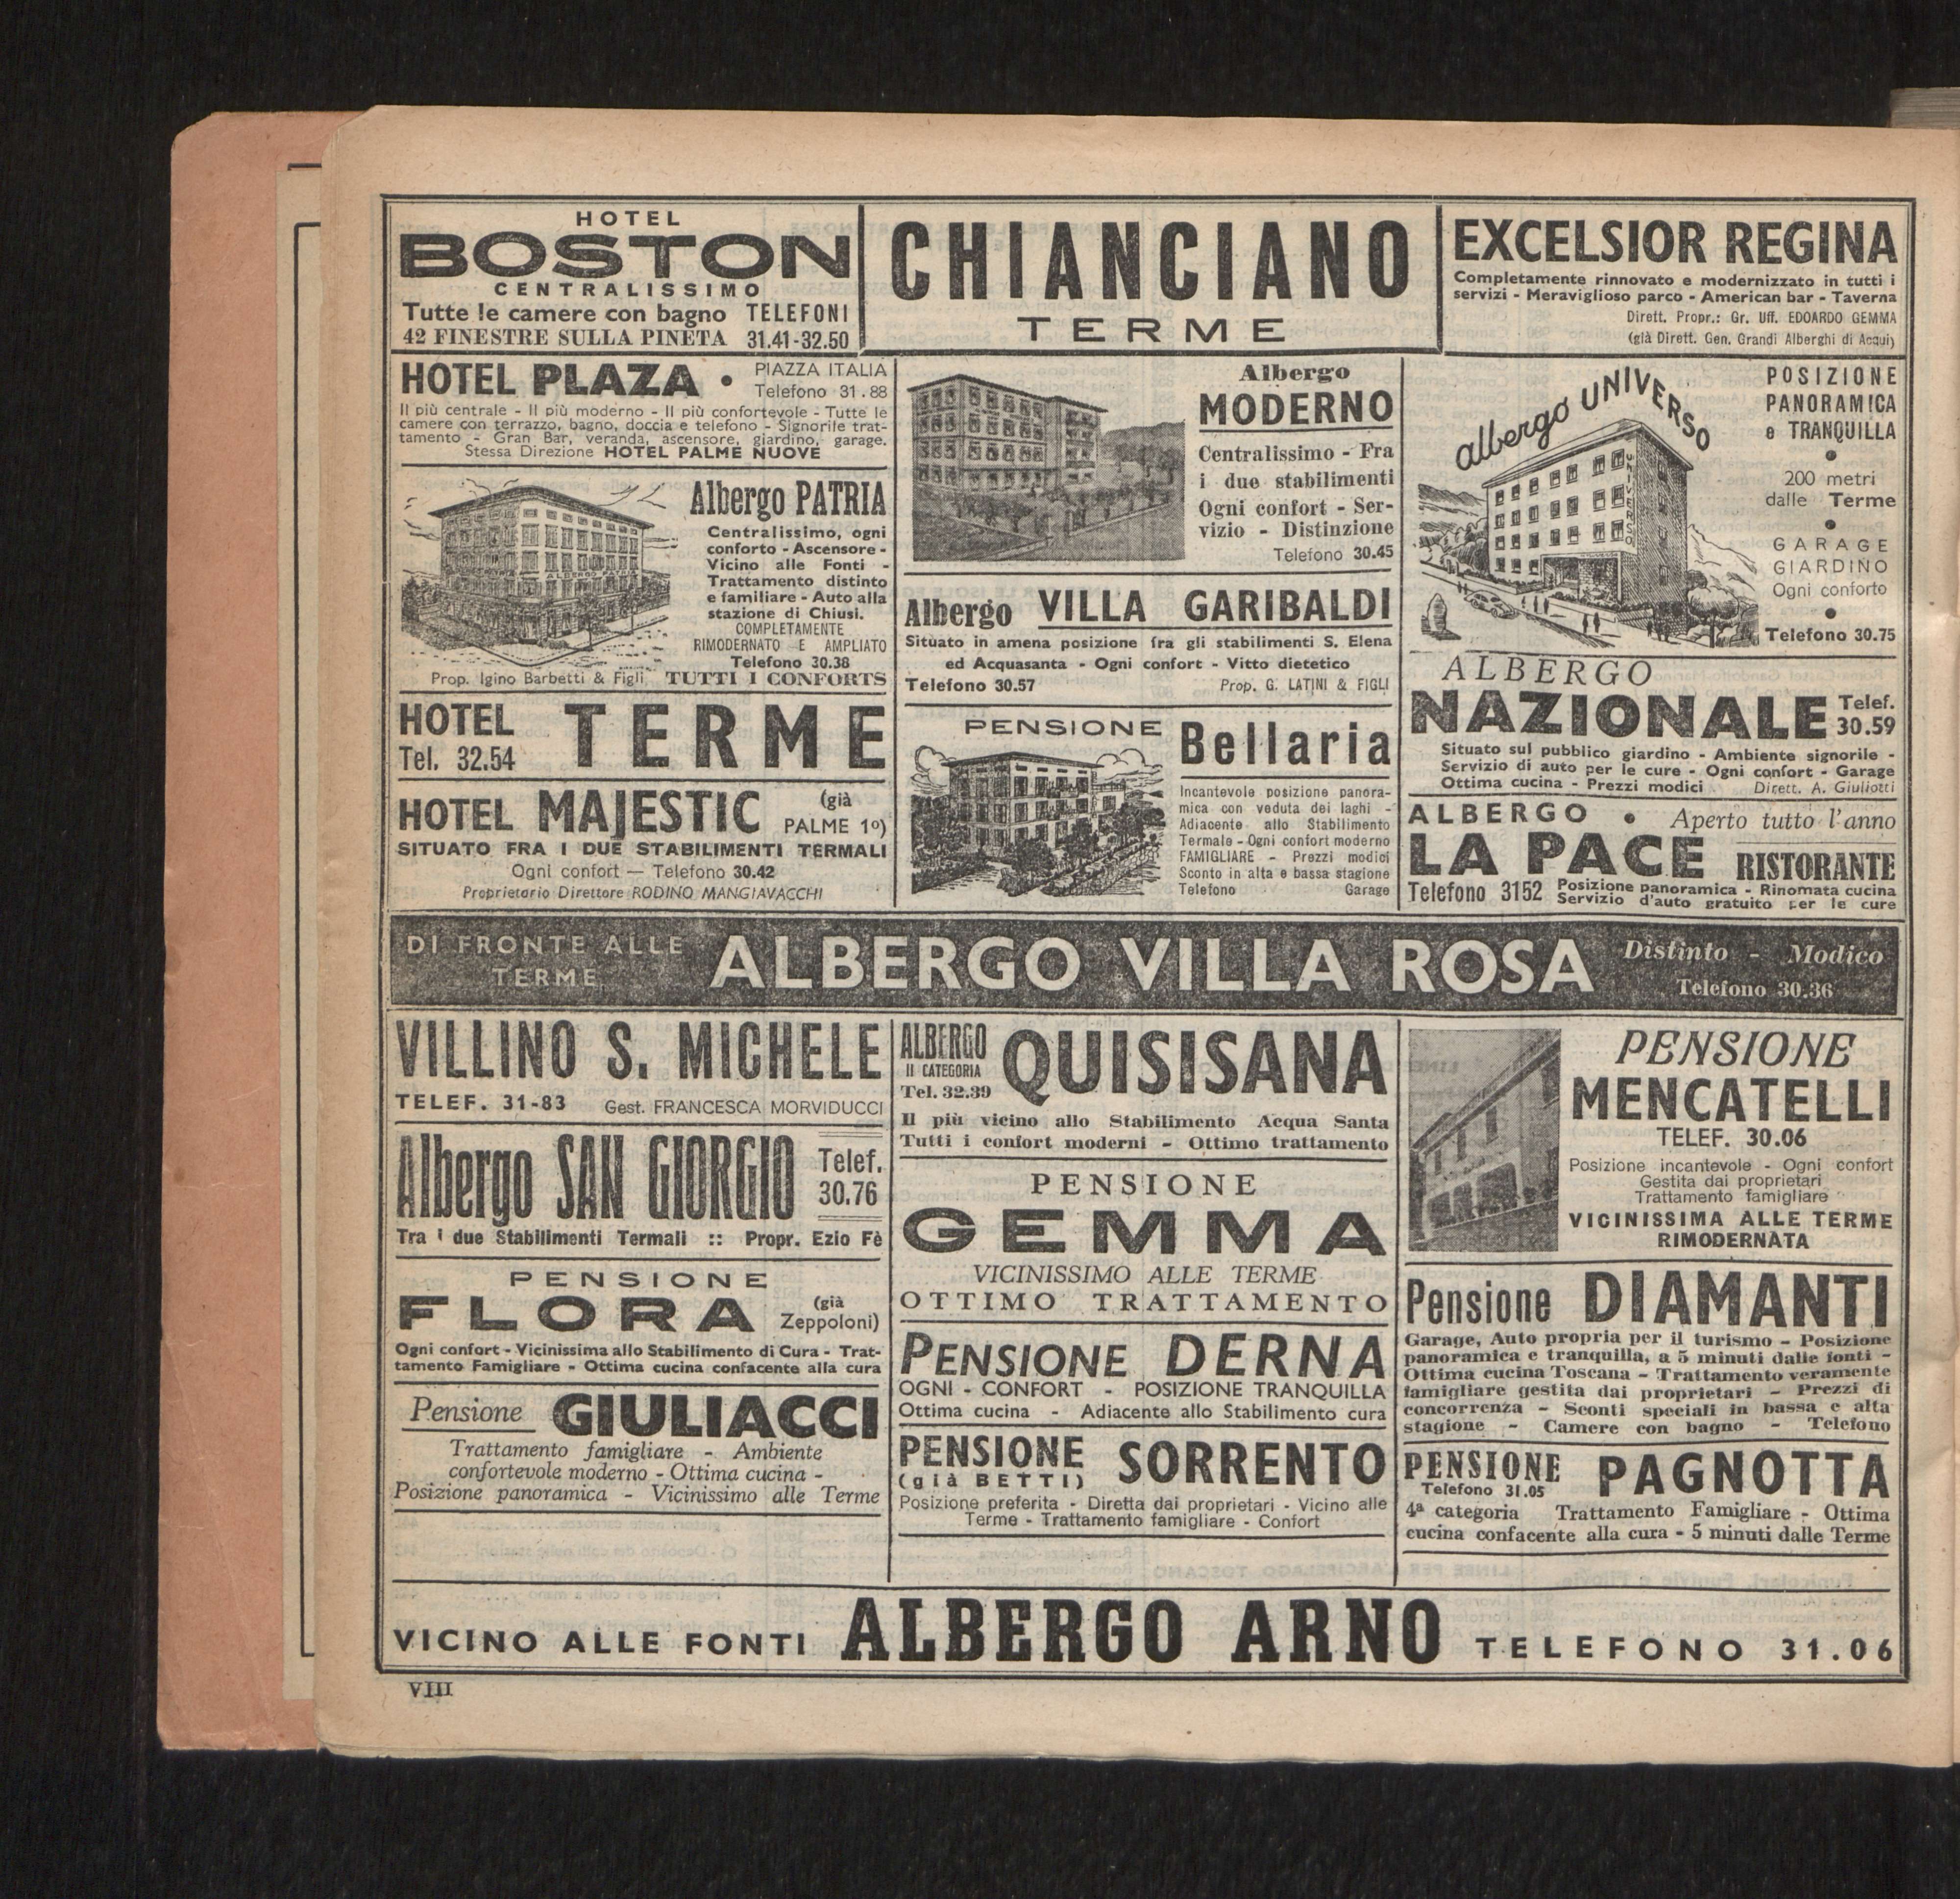 HOTEL
BOSTON
CENTRALISSIMO
Tutte le camere con bagno TELEFONI
42 FINESTRE SULLA PINETA 31.41-32.50
CHIANCIANO
TERME
EXCELSIOR REGINA
Completamente rinnovato e modernizzato in tutti i
servizi - Meraviglioso parco - American bar - Taverna
Dirett. Propr.: Gr. Uff. EDOARDO GEMMA
(già Dirett. Gen. Grandi Alberghi di Acqui)
HOTEL PLAZA • PIAZZA ITALIA
Telefono 31.88
Il più centrale - Il più moderno - Il più confortevole - Tutte le
camere con terrazzo, bagno, doccia e telefono - Signorile trat-
tamento - Gran Bar, veranda, ascensore, giardino, garage.
Stessa Direzione HOTEL PALME NUOVE
Albergo PATRIA
Centralissimo, ogni
conforto - Ascensore -
Vicino alle Fonti -
Trattamento distinto
e familiare - Auto alla
stazione di Chiusi.
COMPLETAMENTE
RIMODERNATO E AMPLIATO
Telefono 30.38
Prop. Igino Barbetti & Figli. TUTTI I CONFORTS
ALBERGO PATRIA
HOTEL TERME
Tel. 32.54
HOTEL MAJESTIC (già
PALME 1º)
SITUATO FRA I DUE STABILIMENTI TERMALI
Ogni confort — Telefono 30.42
Proprietario Direttore RODINO MANGIAVACCHI
Albergo
MODERNO
Centralissimo - Fra
i due stabilimenti
Ogni confort - Ser-
vizio - Distinzione
Telefono 30.45
Albergo VILLA GARIBALDI
Situato in amena posizione fra gli stabilimenti S. Elena
ed Acquasanta - Ogni confort - Vitto dietetico
Telefono 30.57 Prop. G. LATINI & FIGLI
PENSIONE Bellaria
Incantevole posizione panora-
mica con veduta dei laghi -
Adiacente allo Stabilimento
Termale - Ogni confort moderno
FAMIGLIARE - Prezzi modici
Sconto in alta e bassa stagione
Telefono Garage
albergo UNIVERSO
UNIVERSO
POSIZIONE
PANORAMICA
e TRANQUILLA
•
200 metri
dalle Terme
•
GARAGE
GIARDINO
Ogni conforto
•
Telefono 30.75
ALBERGO
NAZIONALE Telef.
30.59
Situato sul pubblico giardino - Ambiente signorile -
Servizio di auto per le cure - Ogni confort - Garage
Ottima cucina - Prezzi modici Dirett. A. Giuliotti
ALBERGO • Aperto tutto l'anno
LA PACE RISTORANTE
Telefono 3152 Posizione panoramica - Rinomata cucina
Servizio d'auto gratuito per le cure
DI FRONTE ALLE
TERME
ALBERGO VILLA ROSA
Distinto - Modico
Telefono 30.36
VILLINO S. MICHELE
TELEF. 31-83 Gest. FRANCESCA MORVIDUCCI
Albergo SAN GIORGIO Telef.
30.76
Tra i due Stabilimenti Termali :: Propr. Ezio Fè
PENSIONE
FLORA (già
Zeppoloni)
Ogni confort - Vicinissima allo Stabilimento di Cura - Trat-
tamento Famigliare - Ottima cucina confacente alla cura
Pensione GIULIACCI
Trattamento famigliare - Ambiente
confortevole moderno - Ottima cucina -
Posizione panoramica - Vicinissimo alle Terme
ALBERGO
II CATEGORIA
Tel. 32.39
QUISISANA
Il più vicino allo Stabilimento Acqua Santa
Tutti i confort moderni - Ottimo trattamento
PENSIONE
GEMMA
VICINISSIMO ALLE TERME
OTTIMO TRATTAMENTO
PENSIONE DERNA
OGNI - CONFORT - POSIZIONE TRANQUILLA
Ottima cucina - Adiacente allo Stabilimento cura
PENSIONE
(già BETTI)
SORRENTO
Posizione preferita - Diretta dai proprietari - Vicino alle
Terme - Trattamento famigliare - Confort
PENSIONE
MENCATELLI
TELEF. 30.06
Posizione incantevole - Ogni confort
Gestita dai proprietari
Trattamento famigliare
VICINISSIMA ALLE TERME
RIMODERNATA
Pensione DIAMANTI
Garage, Auto propria per il turismo - Posizione
panoramica e tranquilla, a 5 minuti dalle fonti -
Ottima cucina Toscana - Trattamento veramente
famigliare gestita dai proprietari - Prezzi di
concorrenza - Sconti speciali in bassa e alta
stagione - Camere con bagno - Telefono
PENSIONE
Telefono 31.05
PAGNOTTA
4ª categoria Trattamento Famigliare - Ottima
cucina confacente alla cura - 5 minuti dalle Terme
VICINO ALLE FONTI ALBERGO ARNO TELEFONO 31.06
VIII